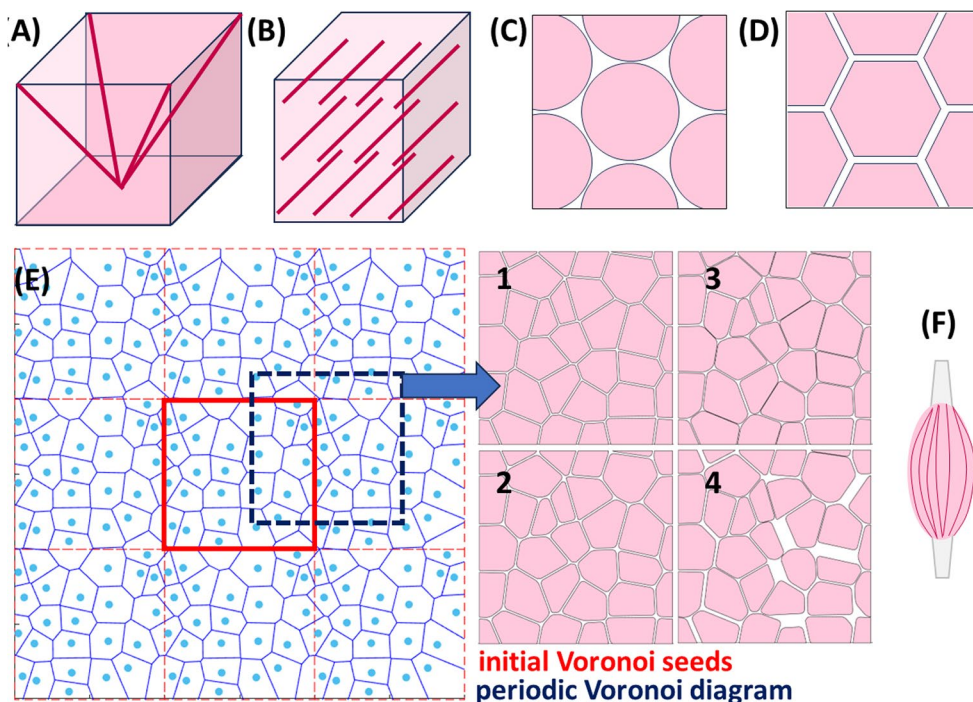 (A)
(B)
(C)
(D)
(E)
1
3
2
4
(F)
initial Voronoi seeds
periodic Voronoi diagram